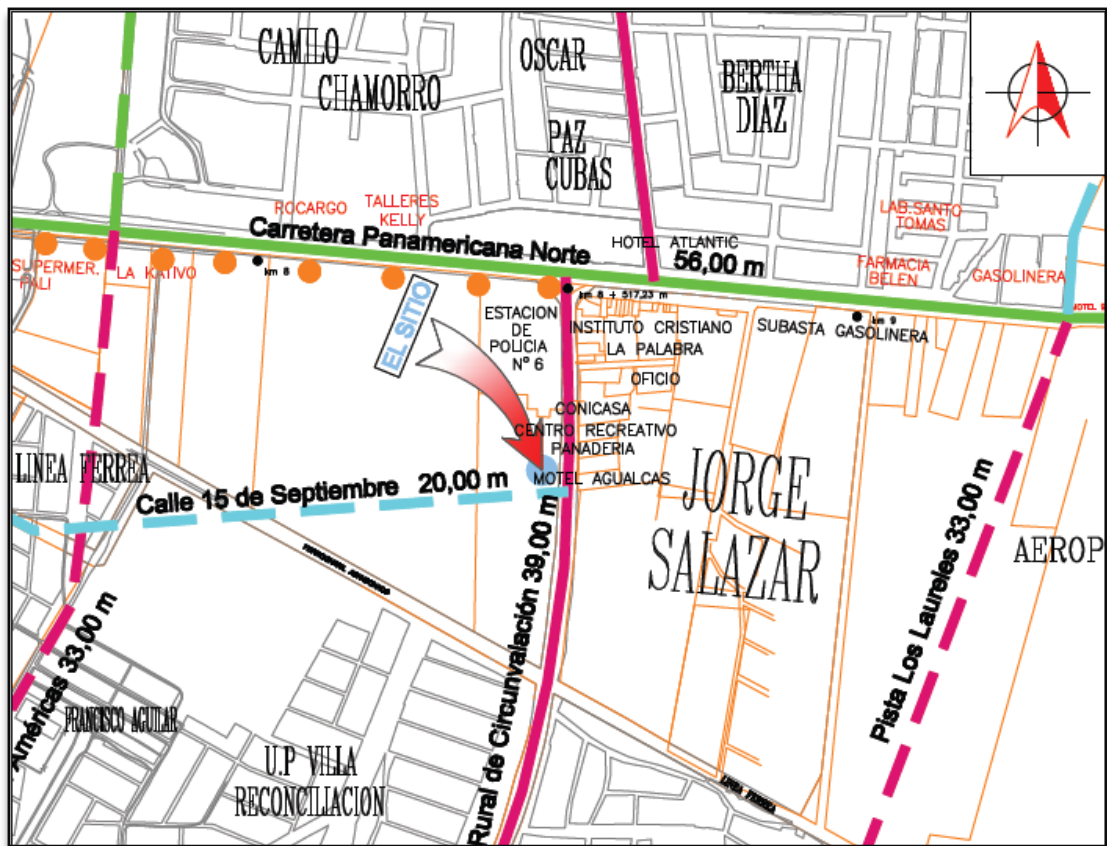 CAMILO
CHAMORRO
OSCAR
PAZ
CUBAS
BERTHA
DIAZ
ROCARGO
TALLERES
KELLY
LAB.SANTO
TOMAS
Carretera Panamericana Norte
HOTEL ATLANTIC
56,00 m
SUPERMER.
PALI
LA KATIVO
km 8
FARMACIA
BELEN
GASOLINERA
km 8 + 517,23 m
km 9
EL SITIO
ESTACION
DE
POLICIA
N° 6
INSTITUTO CRISTIANO
LA PALABRA
SUBASTA GASOLINERA
OFICIO
CONICASA
CENTRO RECREATIVO
PANADERIA
MOTEL AGUALCAS
LINEA FERREA
Calle 15 de Septiembre 20,00 m
JORGE
SALAZAR
AEROP
Américas 33,00 m
Rural de Circunvalación 39,00 m
Pista Los Laureles 33,00 m
FRANCISCO AGUILAR
U.P VILLA
RECONCILIACION
LINEA FERREA